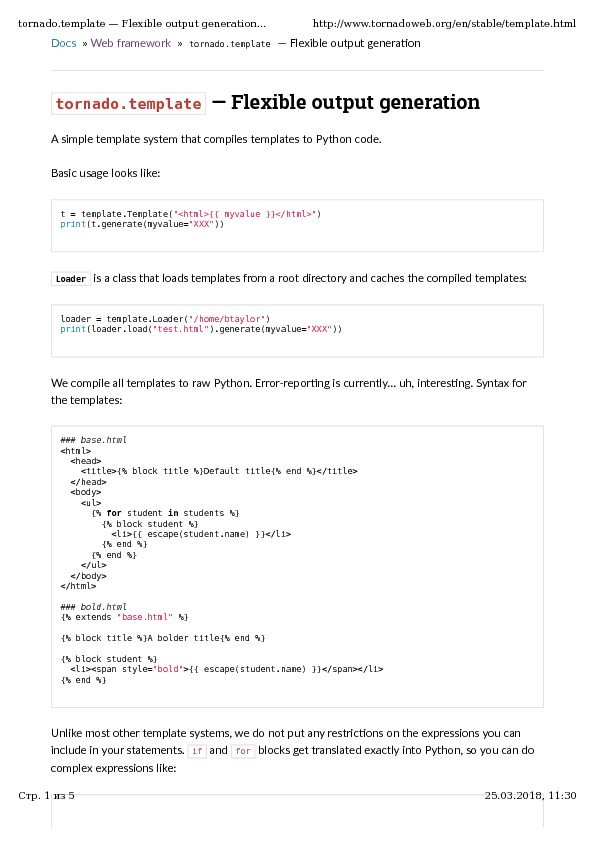 tornado.template — Flexible output generation...
http://www.tornadoweb.org/en/stable/template.html
Docs » Web framework » tornado.template — Flexible output generation
tornado.template — Flexible output generation
A simple template system that compiles templates to Python code.
Basic usage looks like:
t = template.Template("<html>{{ myvalue }}</html>")
print(t.generate(myvalue="XXX"))
Loader is a class that loads templates from a root directory and caches the compiled templates:
loader = template.Loader("/home/btaylor")
print(loader.load("test.html").generate(myvalue="XXX"))
We compile all templates to raw Python. Error-reporting is currently... uh, interesting. Syntax for
the templates:
### base.html
<html>
  <head>
    <title>{% block title %}Default title{% end %}</title>
  </head>
  <body>
    <ul>
      {% for student in students %}
        {% block student %}
          <li>{{ escape(student.name) }}</li>
        {% end %}
      {% end %}
    </ul>
  </body>
</html>
### bold.html
{% extends "base.html" %}
{% block title %}A bolder title{% end %}
{% block student %}
  <li><span style="bold">{{ escape(student.name) }}</span></li>
{% end %}
Unlike most other template systems, we do not put any restrictions on the expressions you can
include in your statements. if and for blocks get translated exactly into Python, so you can do
complex expressions like:
Стр. 1 из 5
25.03.2018, 11:30